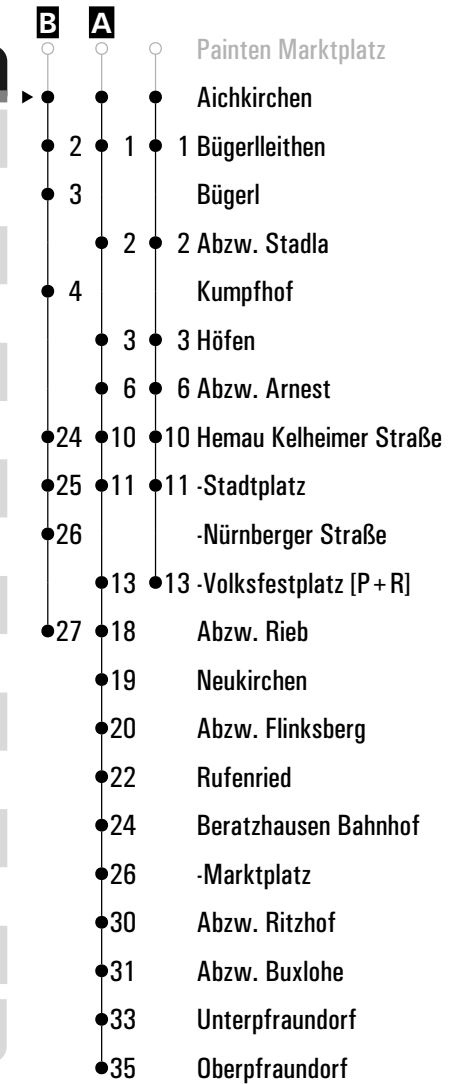 B A
Painten Marktplatz
Aichkirchen
2 1 1 Bügerlleithen
3 Bügerl
2 2 Abzw. Stadla
4 Kumpfhof
3 3 Höfen
6 6 Abzw. Arnest
24 10 10 Hemau Kelheimer Straße
25 11 11 -Stadtplatz
26 -Nürnberger Straße
13 13 -Volksfestplatz [P+R]
27 18 Abzw. Rieb
19 Neukirchen
20 Abzw. Flinksberg
22 Rufenried
24 Beratzhausen Bahnhof
26 -Marktplatz
30 Abzw. Ritzhof
31 Abzw. Buxlohe
33 Unterpfraundorf
35 Oberpfraundorf